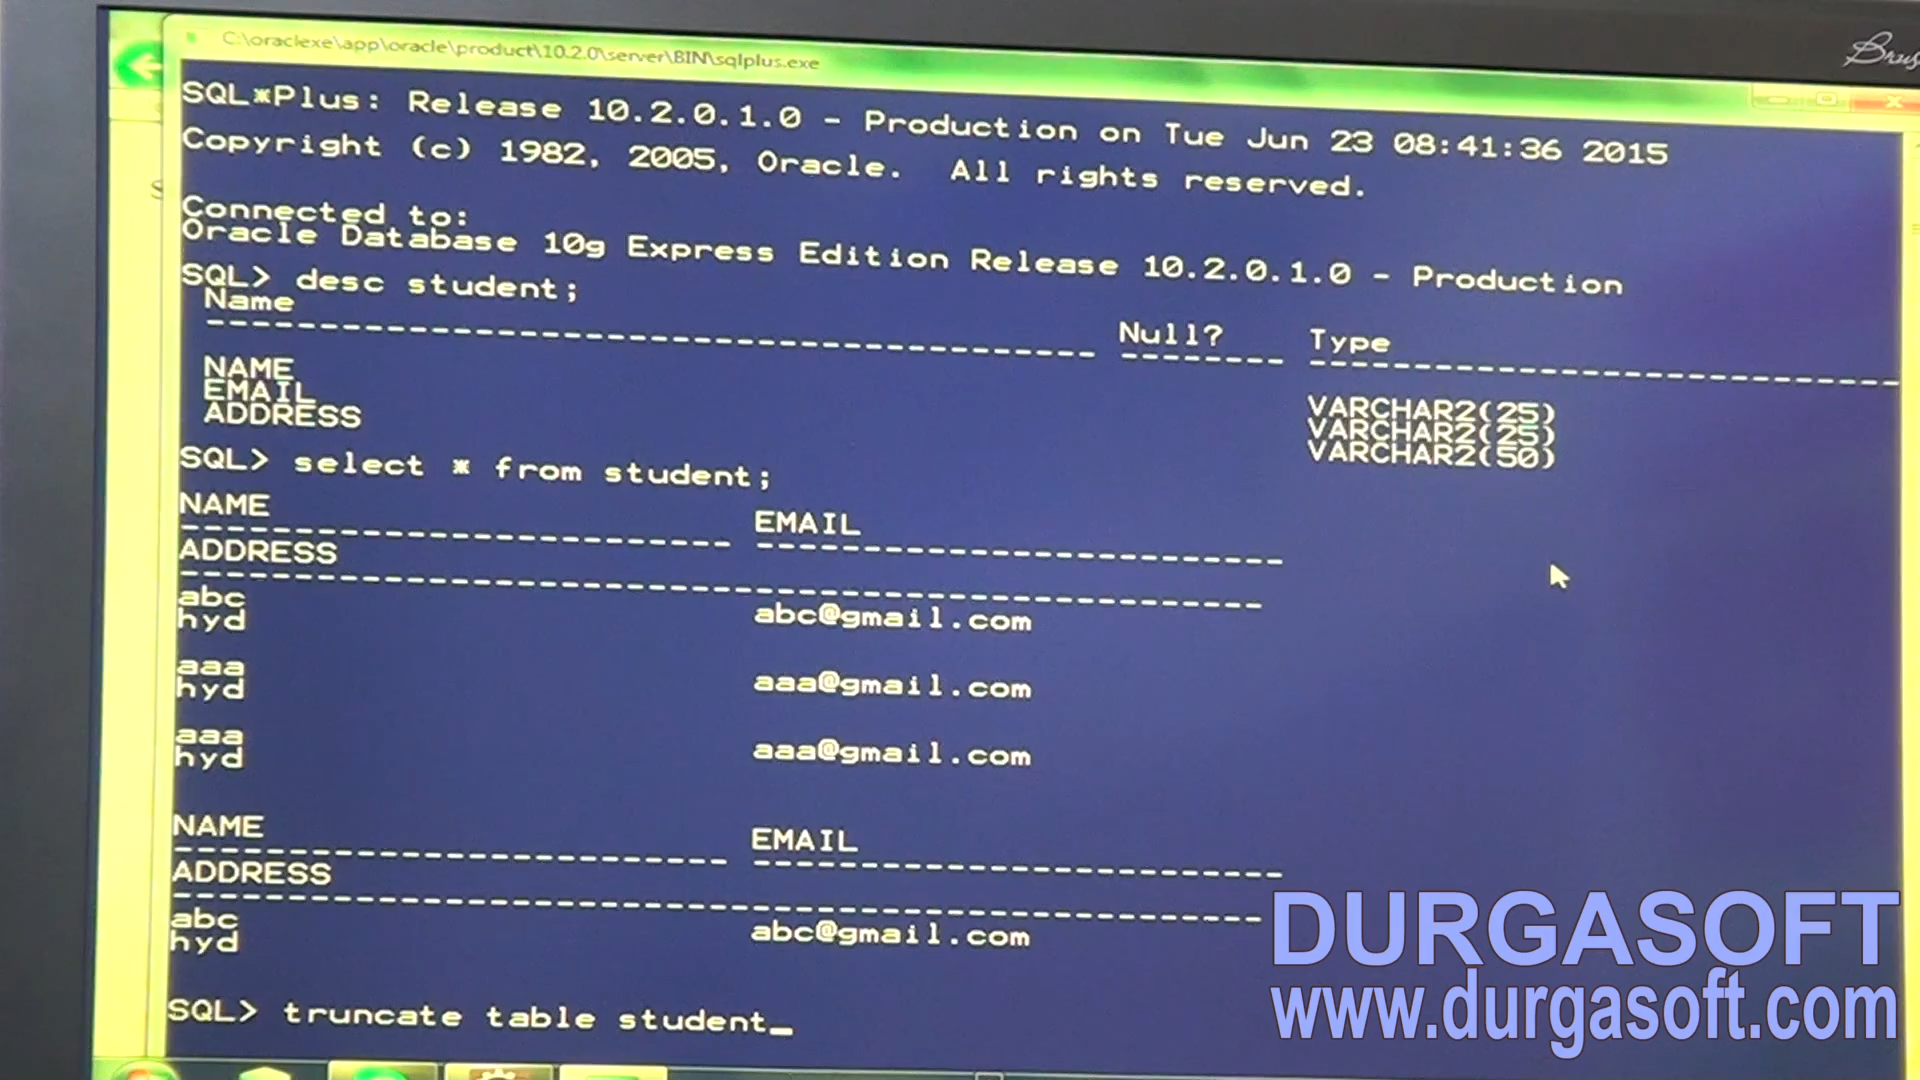 C:\oraclexe\app\oracle\product\10.2.0\server\BIN\sqlplus.exe
SQL*Plus: Release 10.2.0.1.0 - Production on Tue Jun 23 08:41:36 2015
Copyright (c) 1982, 2005, Oracle. All rights reserved.
Connected to:
Oracle Database 10g Express Edition Release 10.2.0.1.0 - Production
SQL> desc student;
Name Null? Type
NAME VARCHAR2(25)
EMAIL VARCHAR2(25)
ADDRESS VARCHAR2(50)
SQL> select * from student;
NAME EMAIL
ADDRESS
abc abc@gmail.com
hyd
aaa aaa@gmail.com
hyd
aaa aaa@gmail.com
hyd
NAME EMAIL
ADDRESS
abc abc@gmail.com
hyd
SQL> truncate table student_
DURGASOFT
www.durgasoft.com